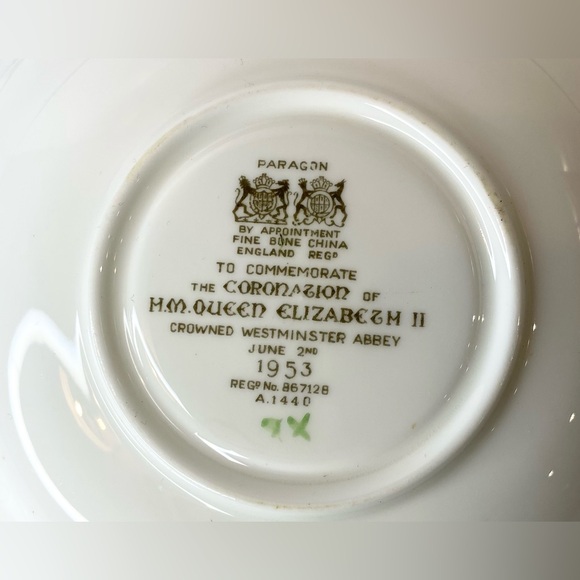 PARAGON
BY APPOINTMENT
FINE BONE CHINA
ENGLAND REGD
TO COMMEMORATE
THE CORONATION OF
H.M. QUEEN ELIZABETH II
CROWNED WESTMINSTER ABBEY
JUNE 2ND
1953
REGD No. 867128
A.1440